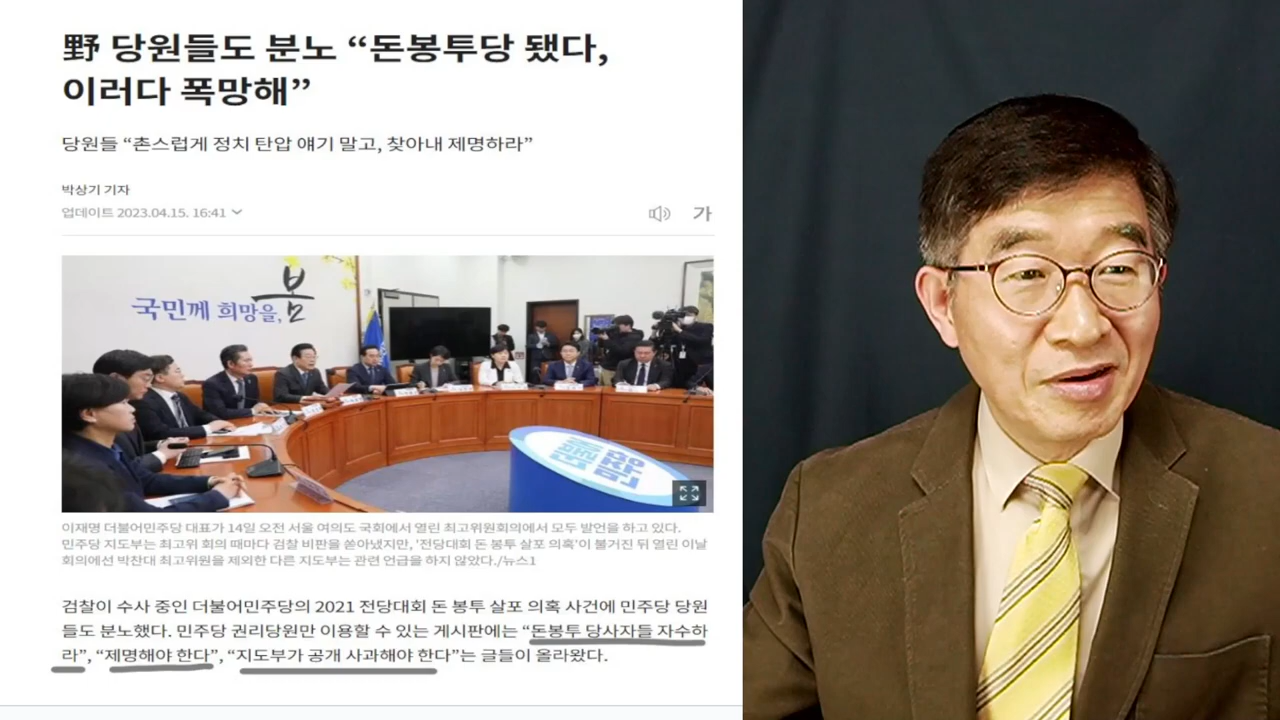 野 당원들도 분노 “돈봉투당 됐다,
이러다 폭망해”
당원들 “촌스럽게 정치 탄압 얘기 말고, 찾아내 제명하라”
박상기 기자
업데이트 2023.04.15. 16:41
가
국민께 희망을, 봄
이재명 더불어민주당 대표가 14일 오전 서울 여의도 국회에서 열린 최고위원회의에서 모두 발언을 하고 있다.
민주당 지도부는 최고위 회의 때마다 검찰 비판을 쏟아냈지만, '전당대회 돈 봉투 살포 의혹'이 불거진 뒤 열린 이날
회의에선 박찬대 최고위원을 제외한 다른 지도부는 관련 언급을 하지 않았다./뉴스1
검찰이 수사 중인 더불어민주당의 2021 전당대회 돈 봉투 살포 의혹 사건에 민주당 당원
들도 분노했다. 민주당 권리당원만 이용할 수 있는 게시판에는 “돈봉투 당사자들 자수하
라”, “제명해야 한다”, “지도부가 공개 사과해야 한다”는 글들이 올라왔다.